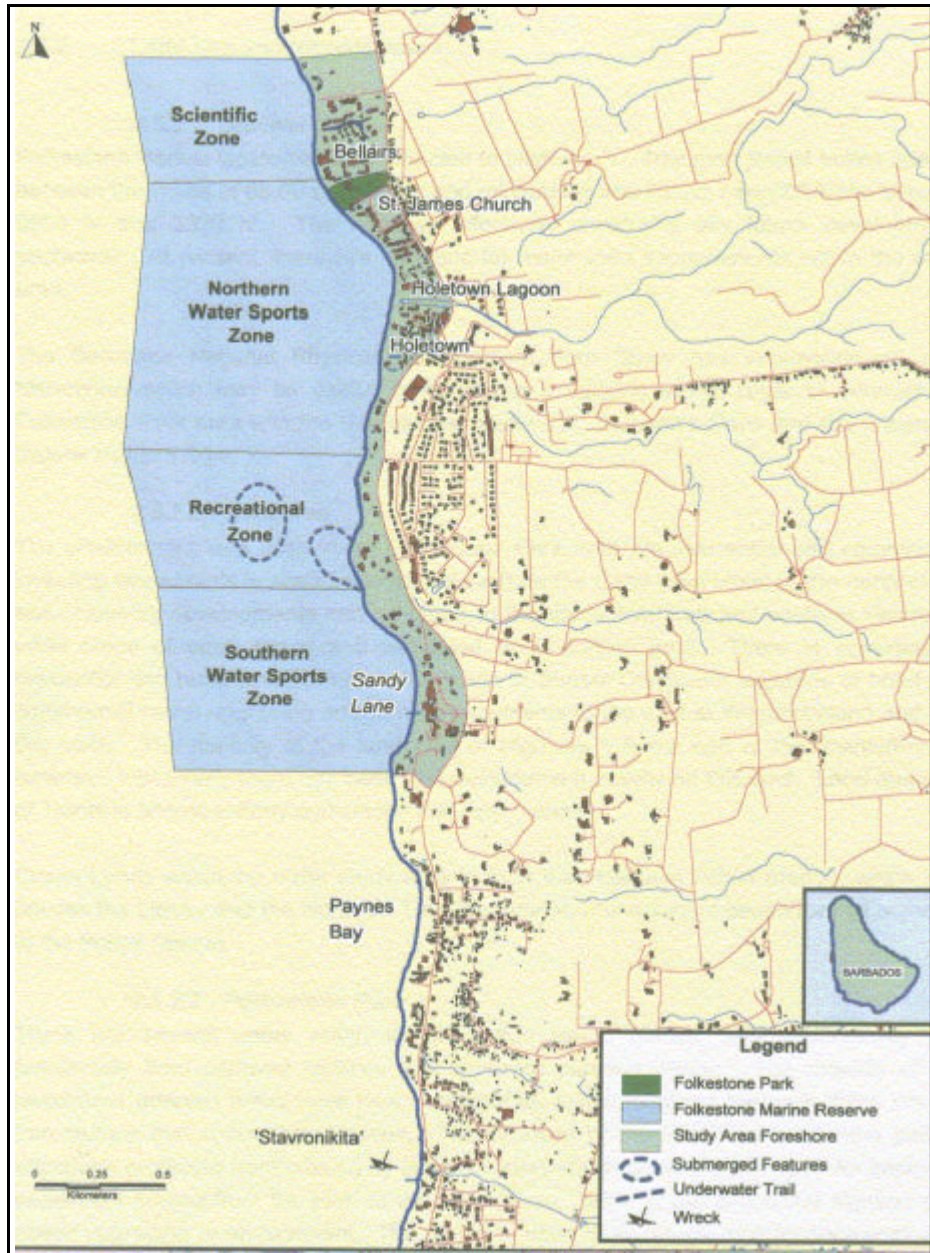 N
Scientific
Zone
Bellairs
St. James Church
Northern
Water Sports
Zone
Holetown Lagoon
Holetown
Recreational
Zone
Southern
Water Sports
Zone
Sandy
Lane
Paynes
Bay
BARBADOS
Legend
Folkestone Park
Folkestone Marine Reserve
Study Area Foreshore
Submerged Features
Underwater Trail
Wreck
'Stavronikita'
0 0.25 0.5
Kilometers